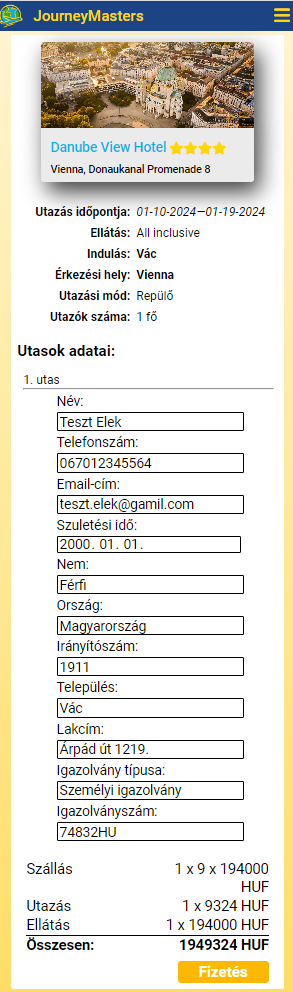 JourneyMasters
Danube View Hotel
Vienna, Donaukanal Promenade 8
Utazás időpontja: 01-10-2024—01-19-2024
Ellátás: All inclusive
Indulás: Vác
Érkezési hely: Vienna
Utazási mód: Repülő
Utazók száma: 1 fő
Utasok adatai:
1. utas
Név:
Teszt Elek
Telefonszám:
067012345564
Email-cím:
teszt.elek@gamil.com
Szuletési idő:
2000. 01. 01.
Nem:
Férfi
Ország:
Magyarország
Irányítószám:
1911
Település:
Vác
Lakcím:
Árpád út 1219.
Igazolvány típusa:
Személyi igazolvány
Igazolványszám:
74832HU
Szállás 1 x 9 x 194000
HUF
Utazás 1 x 9324 HUF
Ellátás 1 x 194000 HUF
Összesen: 1949324 HUF
Fizetés